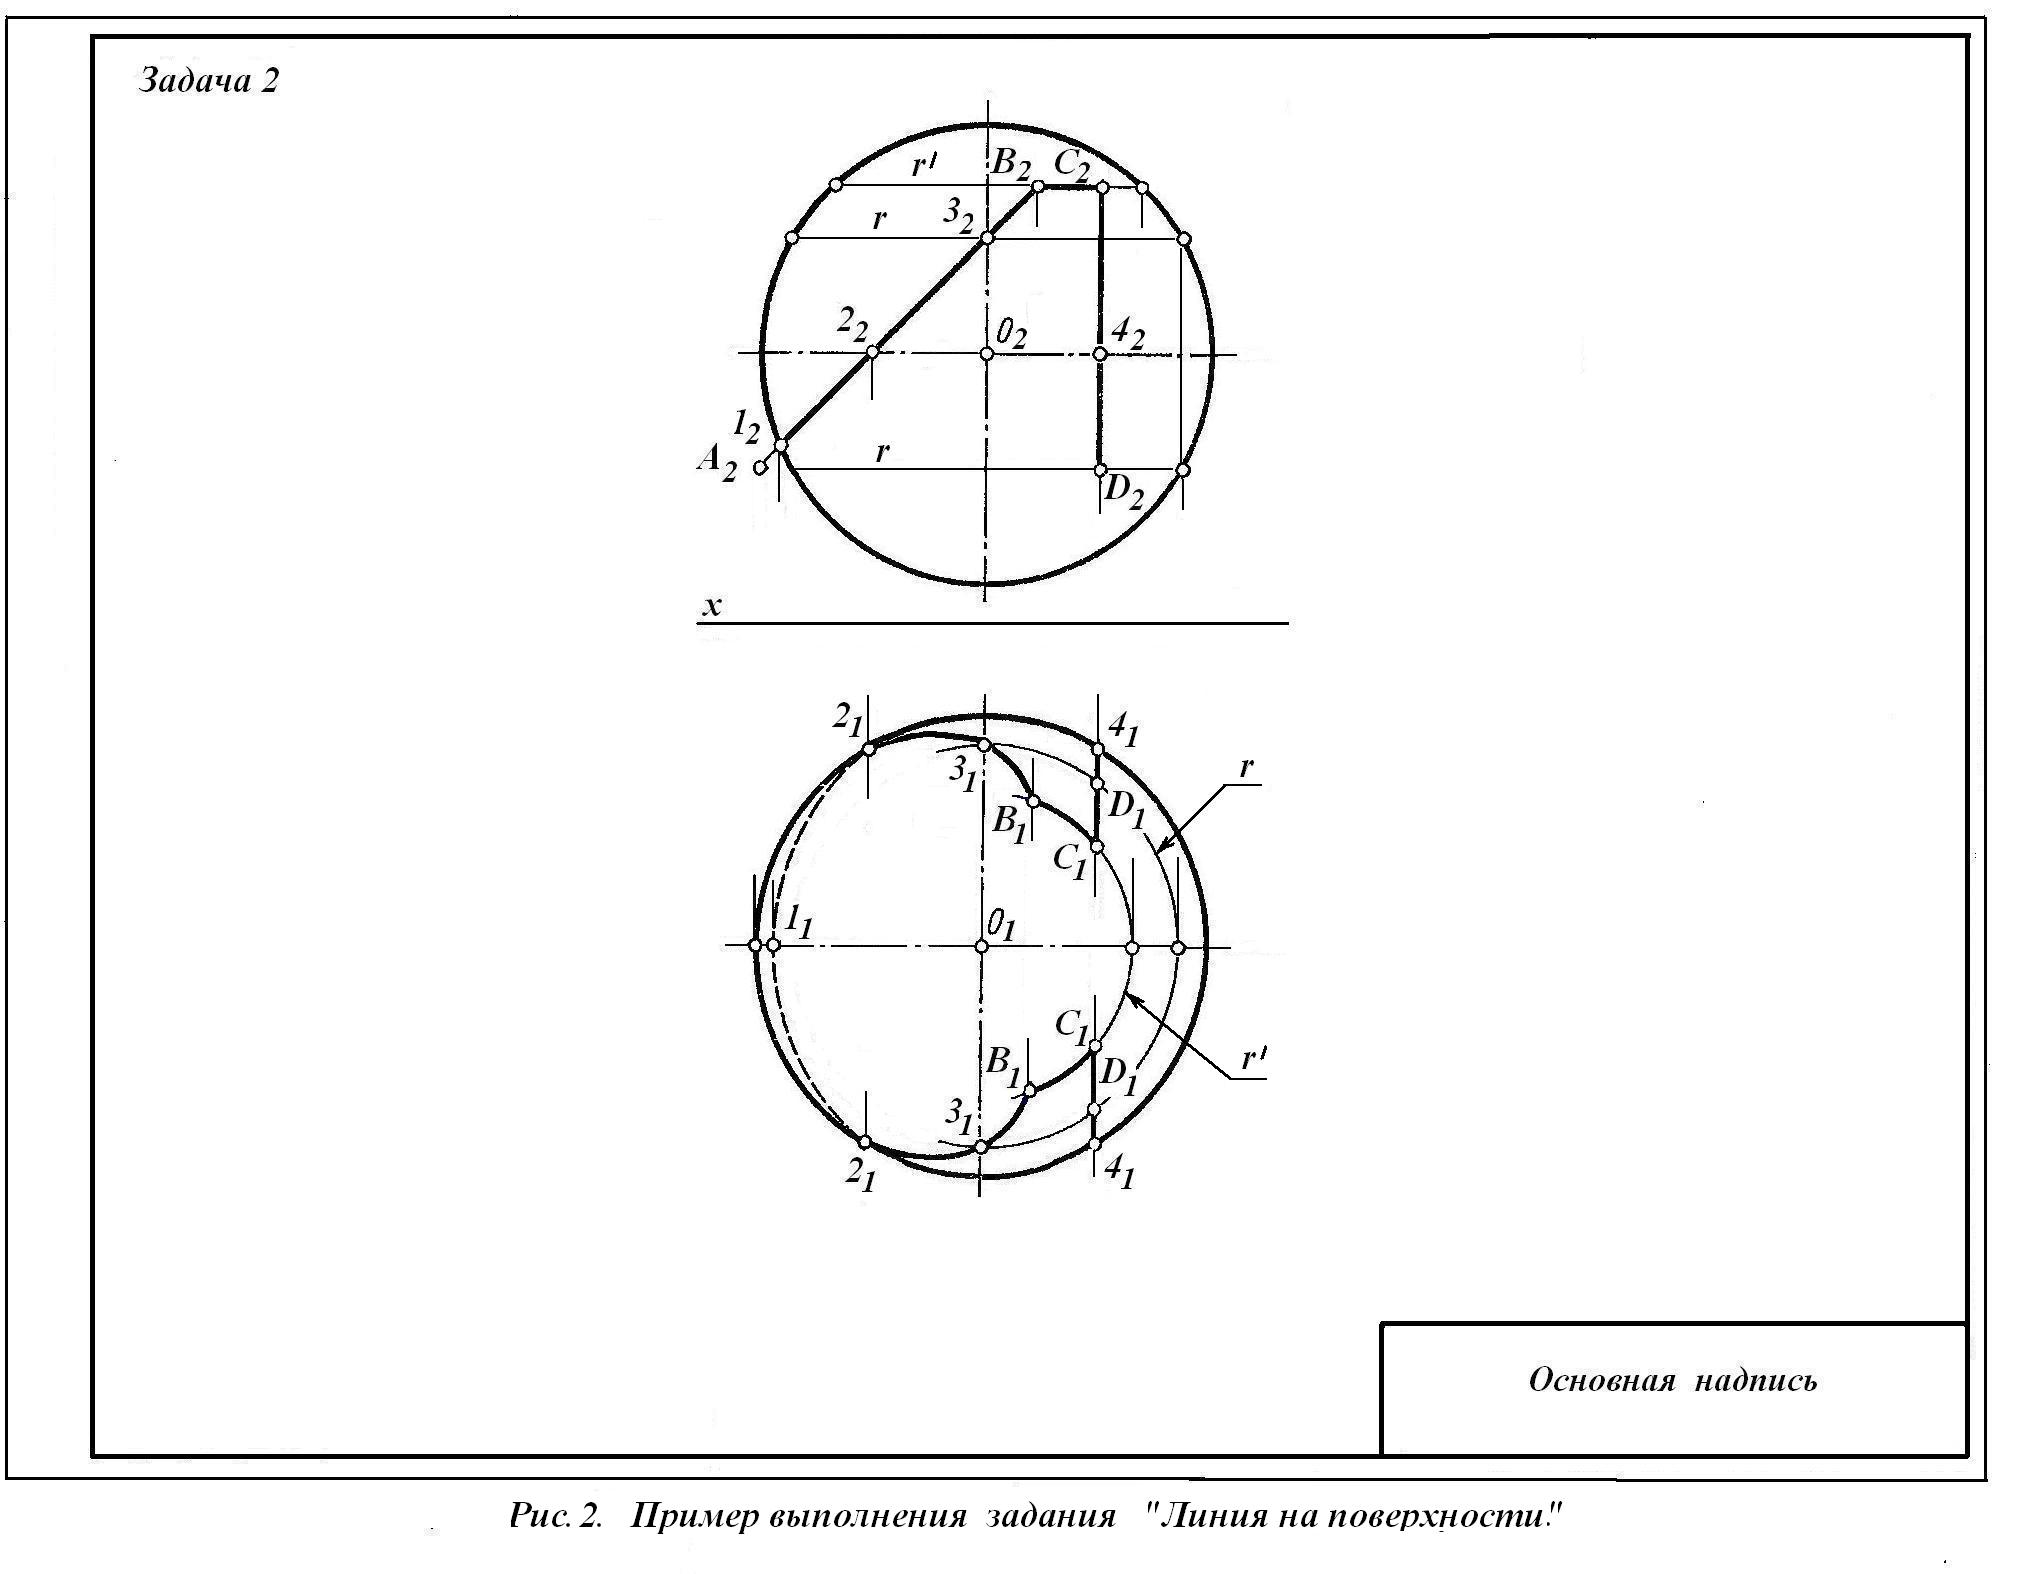 Задача 2
r' B2 C2
r 32
22 02 42
12
A2 r D2
x
21 41
31 r
B1 D1
C1
11 01
C1
B1 D1 r'
31
21 41
Основная надпись
Рис. 2. Пример выполнения задания "Линия на поверхности."